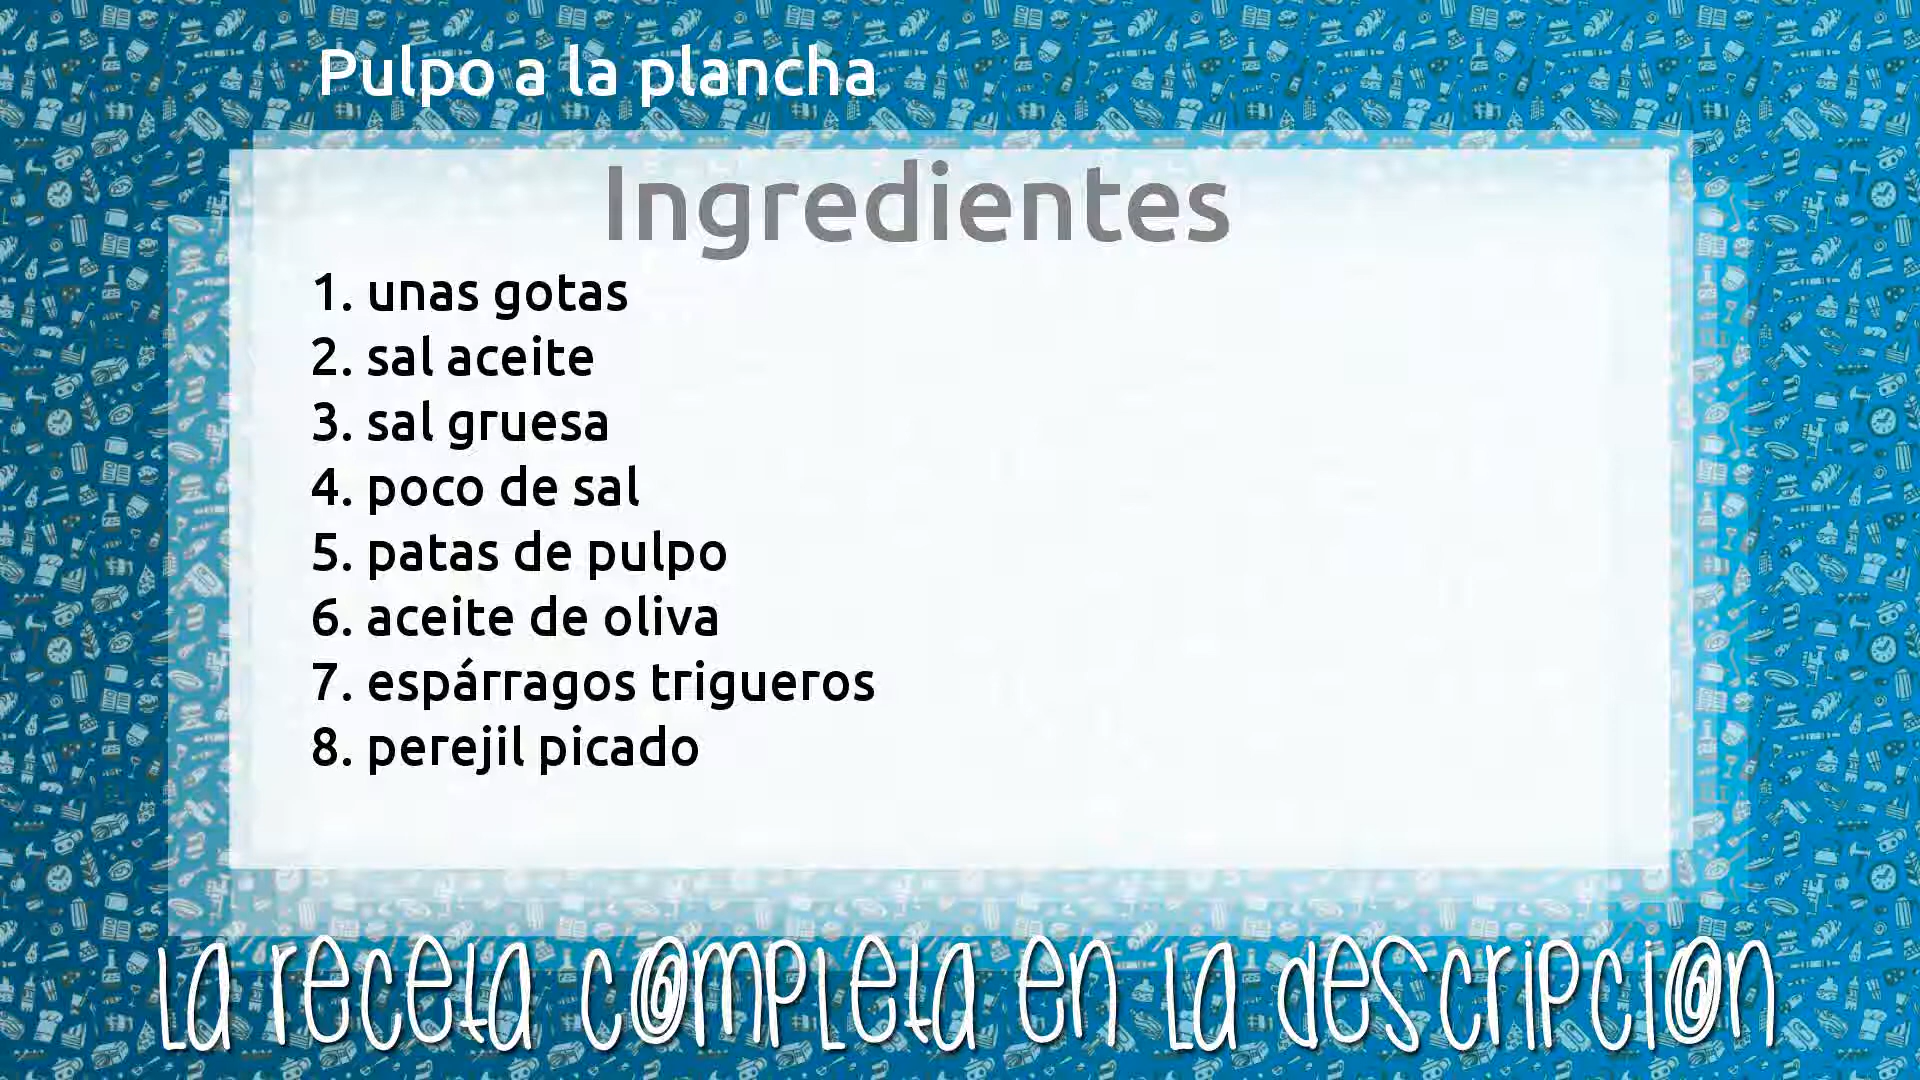 Pulpo a la plancha
Ingredientes
1. unas gotas
2. sal aceite
3. sal gruesa
4. poco de sal
5. patas de pulpo
6. aceite de oliva
7. espárragos trigueros
8. perejil picado
La receta completa en la descripcion